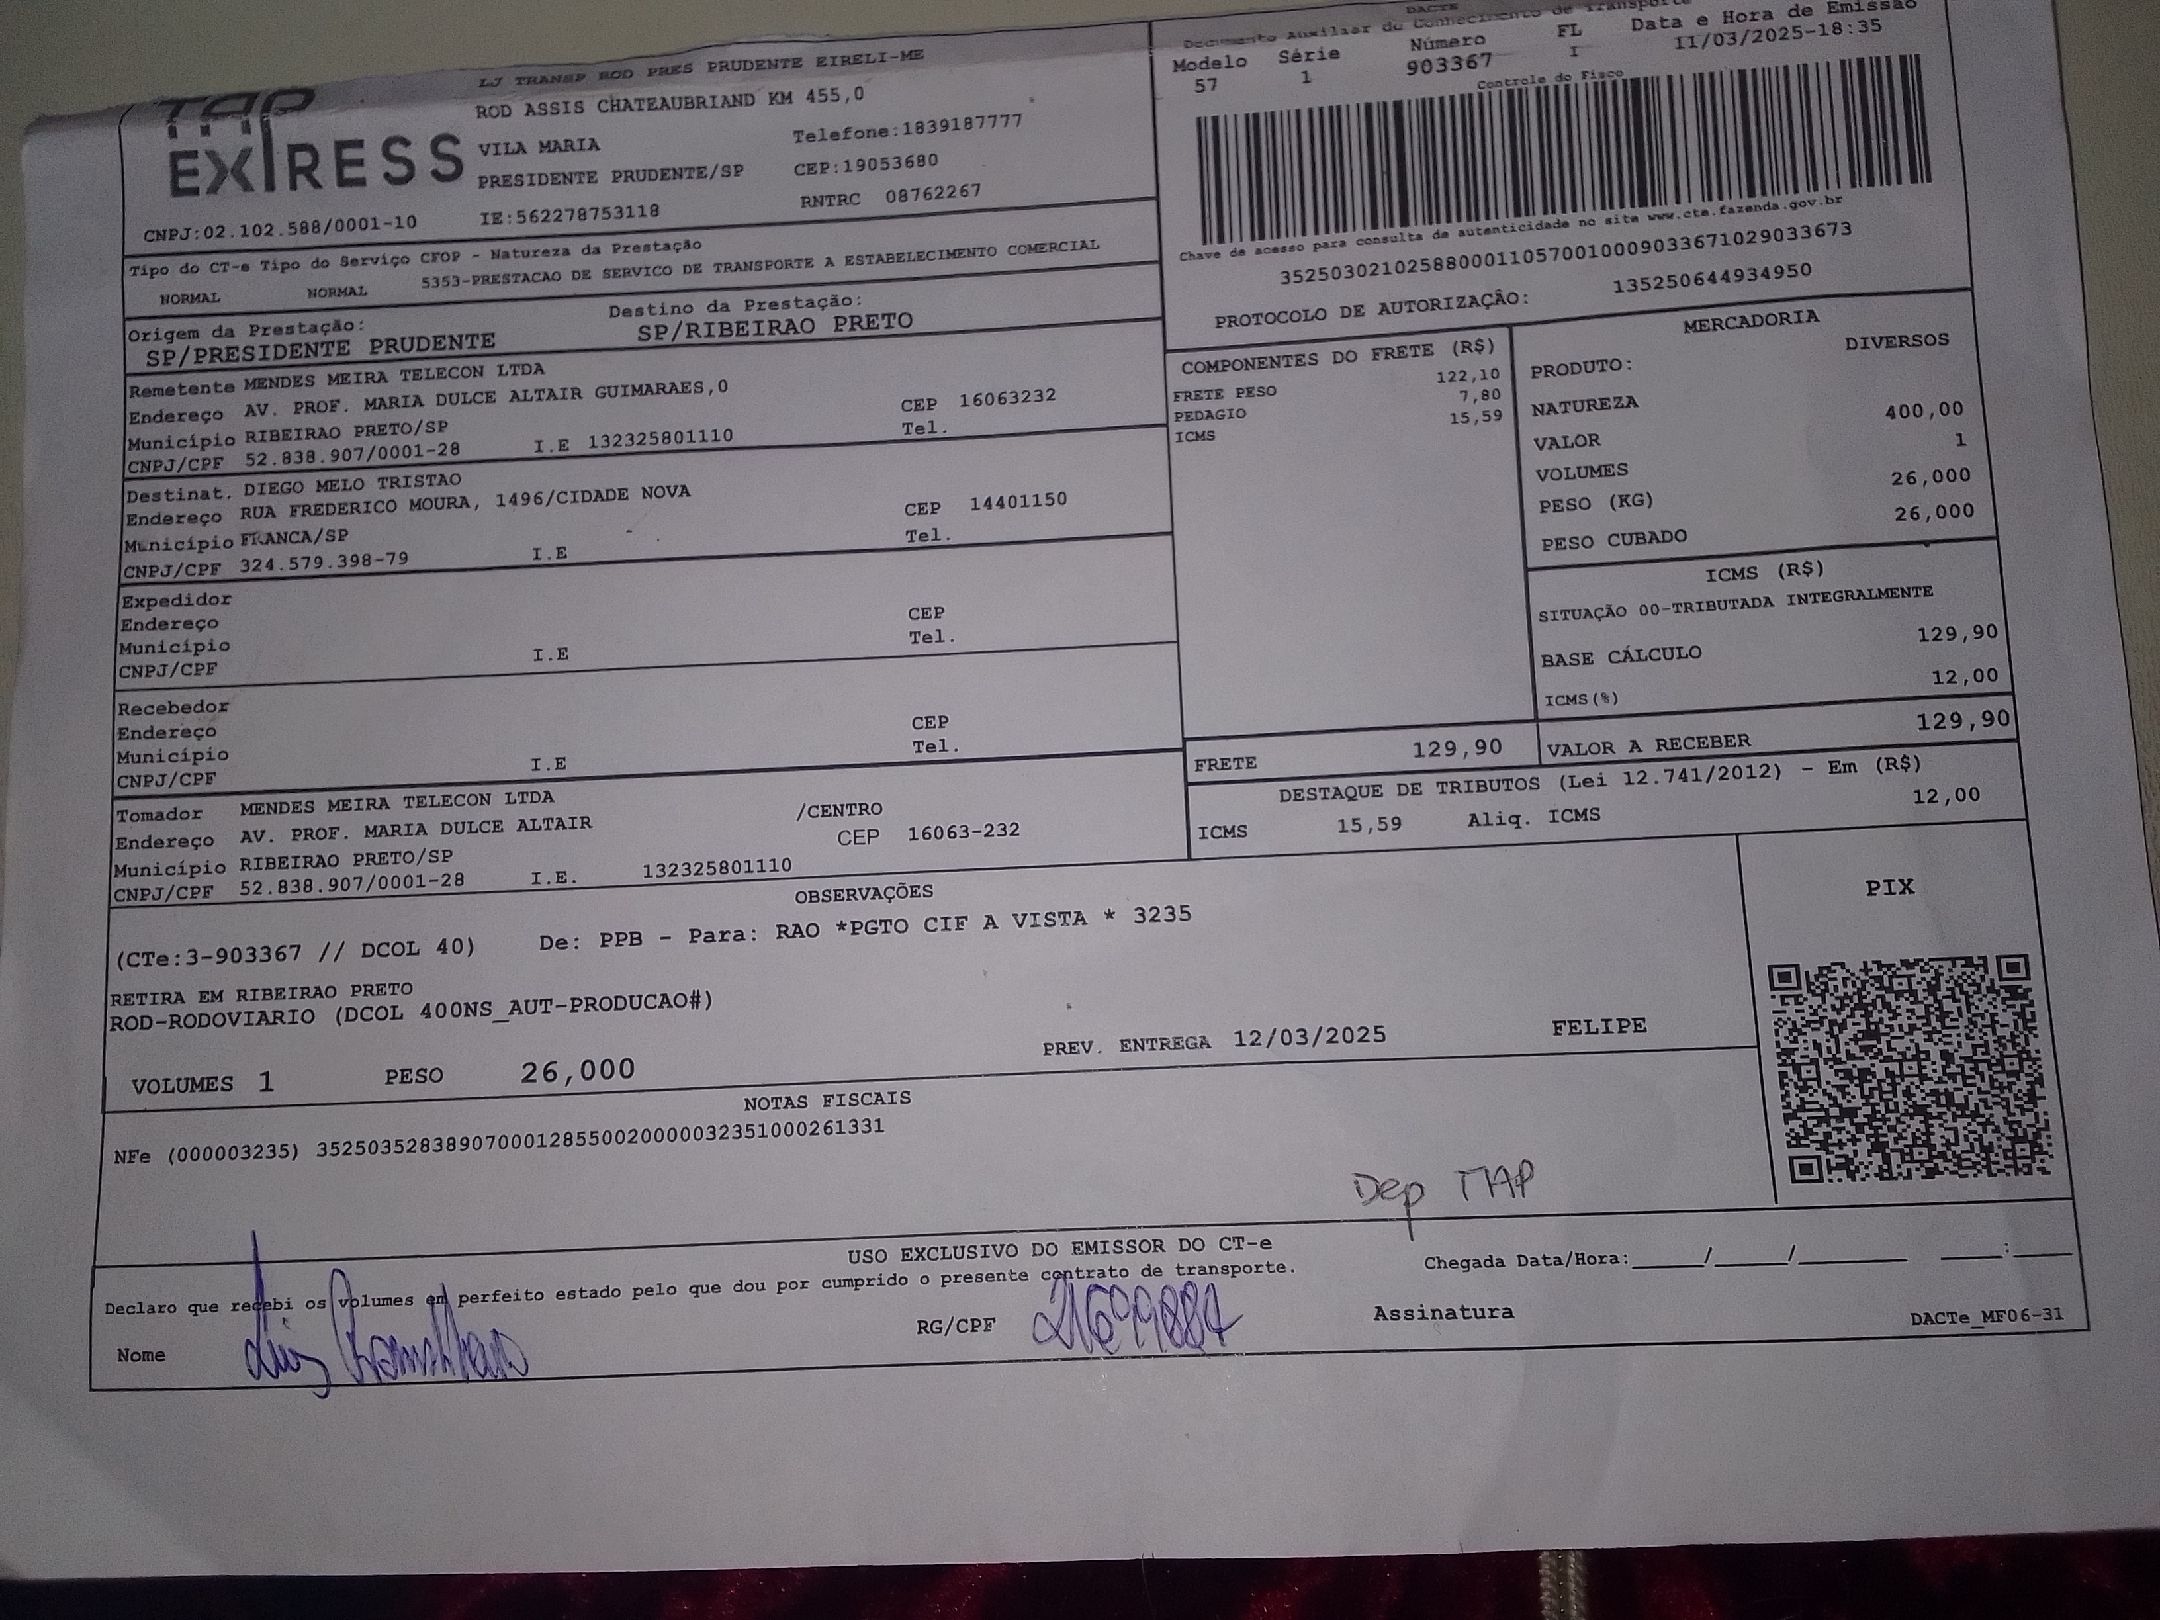 TAP
EXPRESS
LJ TRANSP ROD PRES PRUDENTE EIRELI-ME
ROD ASSIS CHATEAUBRIAND KM 455,0
VILA MARIA Telefone:1839187777
PRESIDENTE PRUDENTE/SP CEP:19053680
CNPJ:02.102.588/0001-10 IE:562278753118 RNTRC 08762267
DACTE
Documento Auxiliar do Conhecimento de Transporte
Modelo Série Número FL Data e Hora de Emissão
57 1 903367 1 11/03/2025-18:35
Controle do Fisco
Chave de acesso para consulta de autenticidade no site www.cte.fazenda.gov.br
35250302102588000110570010009033671029033673
PROTOCOLO DE AUTORIZAÇÃO: 135250644934950
Tipo do CT-e Tipo do Serviço CFOP - Natureza da Prestação
NORMAL NORMAL 5353-PRESTACAO DE SERVICO DE TRANSPORTE A ESTABELECIMENTO COMERCIAL
Origem da Prestação: Destino da Prestação:
SP/PRESIDENTE PRUDENTE SP/RIBEIRAO PRETO
Remetente MENDES MEIRA TELECON LTDA
Endereço AV. PROF. MARIA DULCE ALTAIR GUIMARAES,0 CEP 16063232
Município RIBEIRAO PRETO/SP Tel.
CNPJ/CPF 52.838.907/0001-28 I.E 132325801110
Destinat. DIEGO MELO TRISTAO
Endereço RUA FREDERICO MOURA, 1496/CIDADE NOVA CEP 14401150
Município FRANCA/SP Tel.
CNPJ/CPF 324.579.398-79 I.E
Expedidor
Endereço CEP
Município Tel.
CNPJ/CPF I.E
Recebedor
Endereço CEP
Município Tel.
CNPJ/CPF I.E
Tomador MENDES MEIRA TELECON LTDA /CENTRO
Endereço AV. PROF. MARIA DULCE ALTAIR CEP 16063-232
Município RIBEIRAO PRETO/SP
CNPJ/CPF 52.838.907/0001-28 I.E. 132325801110
COMPONENTES DO FRETE (R$)
FRETE PESO 122,10
PEDAGIO 7,80
ICMS 15,59
MERCADORIA
PRODUTO: DIVERSOS
NATUREZA
VALOR 400,00
VOLUMES 1
PESO (KG) 26,000
PESO CUBADO 26,000
ICMS (R$)
SITUAÇÃO 00-TRIBUTADA INTEGRALMENTE
BASE CÁLCULO 129,90
ICMS(%) 12,00
FRETE 129,90 VALOR A RECEBER 129,90
DESTAQUE DE TRIBUTOS (Lei 12.741/2012) - Em (R$)
ICMS 15,59 Aliq. ICMS 12,00
OBSERVAÇÕES
(CTe:3-903367 // DCOL 40) De: PPB - Para: RAO *PGTO CIF A VISTA * 3235
RETIRA EM RIBEIRAO PRETO
ROD-RODOVIARIO (DCOL 400NS_AUT-PRODUCAO#)
VOLUMES 1 PESO 26,000 PREV. ENTREGA 12/03/2025 FELIPE
PIX
NOTAS FISCAIS
NFe (000003235) 35250352838907000128550020000032351000261331
Dep TAP
USO EXCLUSIVO DO EMISSOR DO CT-e
Declaro que recebi os volumes em perfeito estado pelo que dou por cumprido o presente contrato de transporte. Chegada Data/Hora:____/____/______ ____:____
Nome Luis RG/CPF Assinatura
DACTe_MF06-31